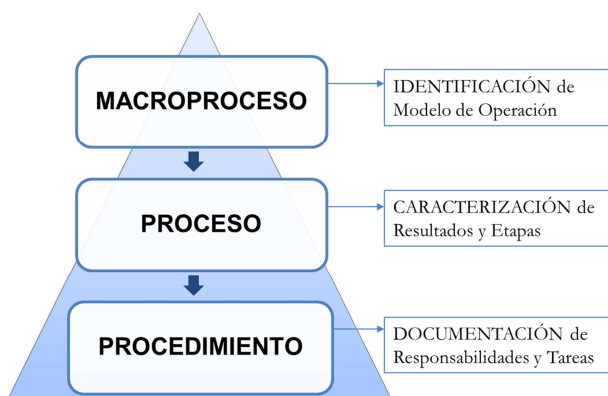 MACROPROCESO
IDENTIFICACIÓN de
Modelo de Operación
PROCESO
CARACTERIZACIÓN de
Resultados y Etapas
PROCEDIMIENTO
DOCUMENTACIÓN de
Responsabilidades y Tareas